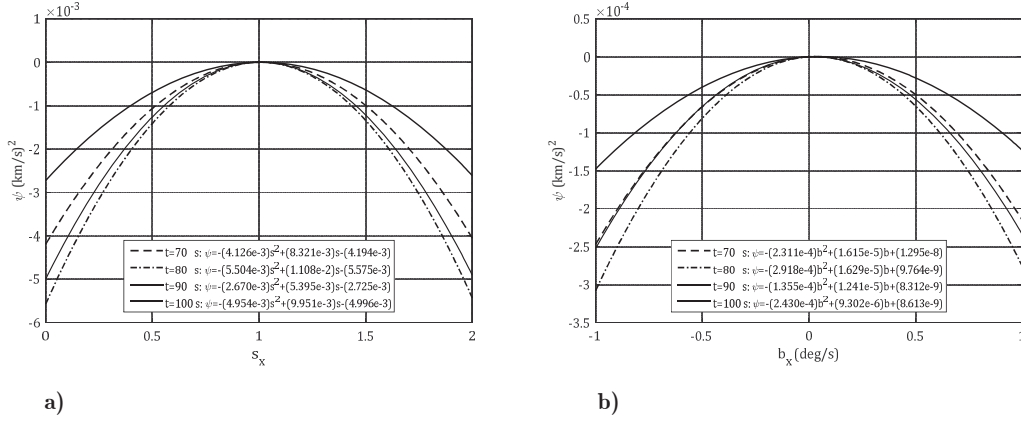 ×10⁻³
1
0
-1
-2
-3
-4
-5
-6
ψ (km/s)²
t=70 s: ψ=-(4.126e-3)s²+(8.321e-3)s-(4.194e-3)
t=80 s: ψ=-(5.504e-3)s²+(1.108e-2)s-(5.575e-3)
t=90 s: ψ=-(2.670e-3)s²+(5.395e-3)s-(2.725e-3)
t=100 s: ψ=-(4.954e-3)s²+(9.951e-3)s-(4.996e-3)
0 0.5 1 1.5 2
sₓ
a)
×10⁻⁴
0.5
0
-0.5
-1
-1.5
-2
-2.5
-3
-3.5
ψ (km/s)²
t=70 s: ψ=-(2.311e-4)b²+(1.615e-5)b+(1.295e-8)
t=80 s: ψ=-(2.918e-4)b²+(1.629e-5)b+(9.764e-9)
t=90 s: ψ=-(1.355e-4)b²+(1.241e-5)b+(8.312e-9)
t=100 s: ψ=-(2.430e-4)b²+(9.302e-6)b+(8.613e-9)
-1 -0.5 0 0.5 1
bₓ (deg/s)
b)